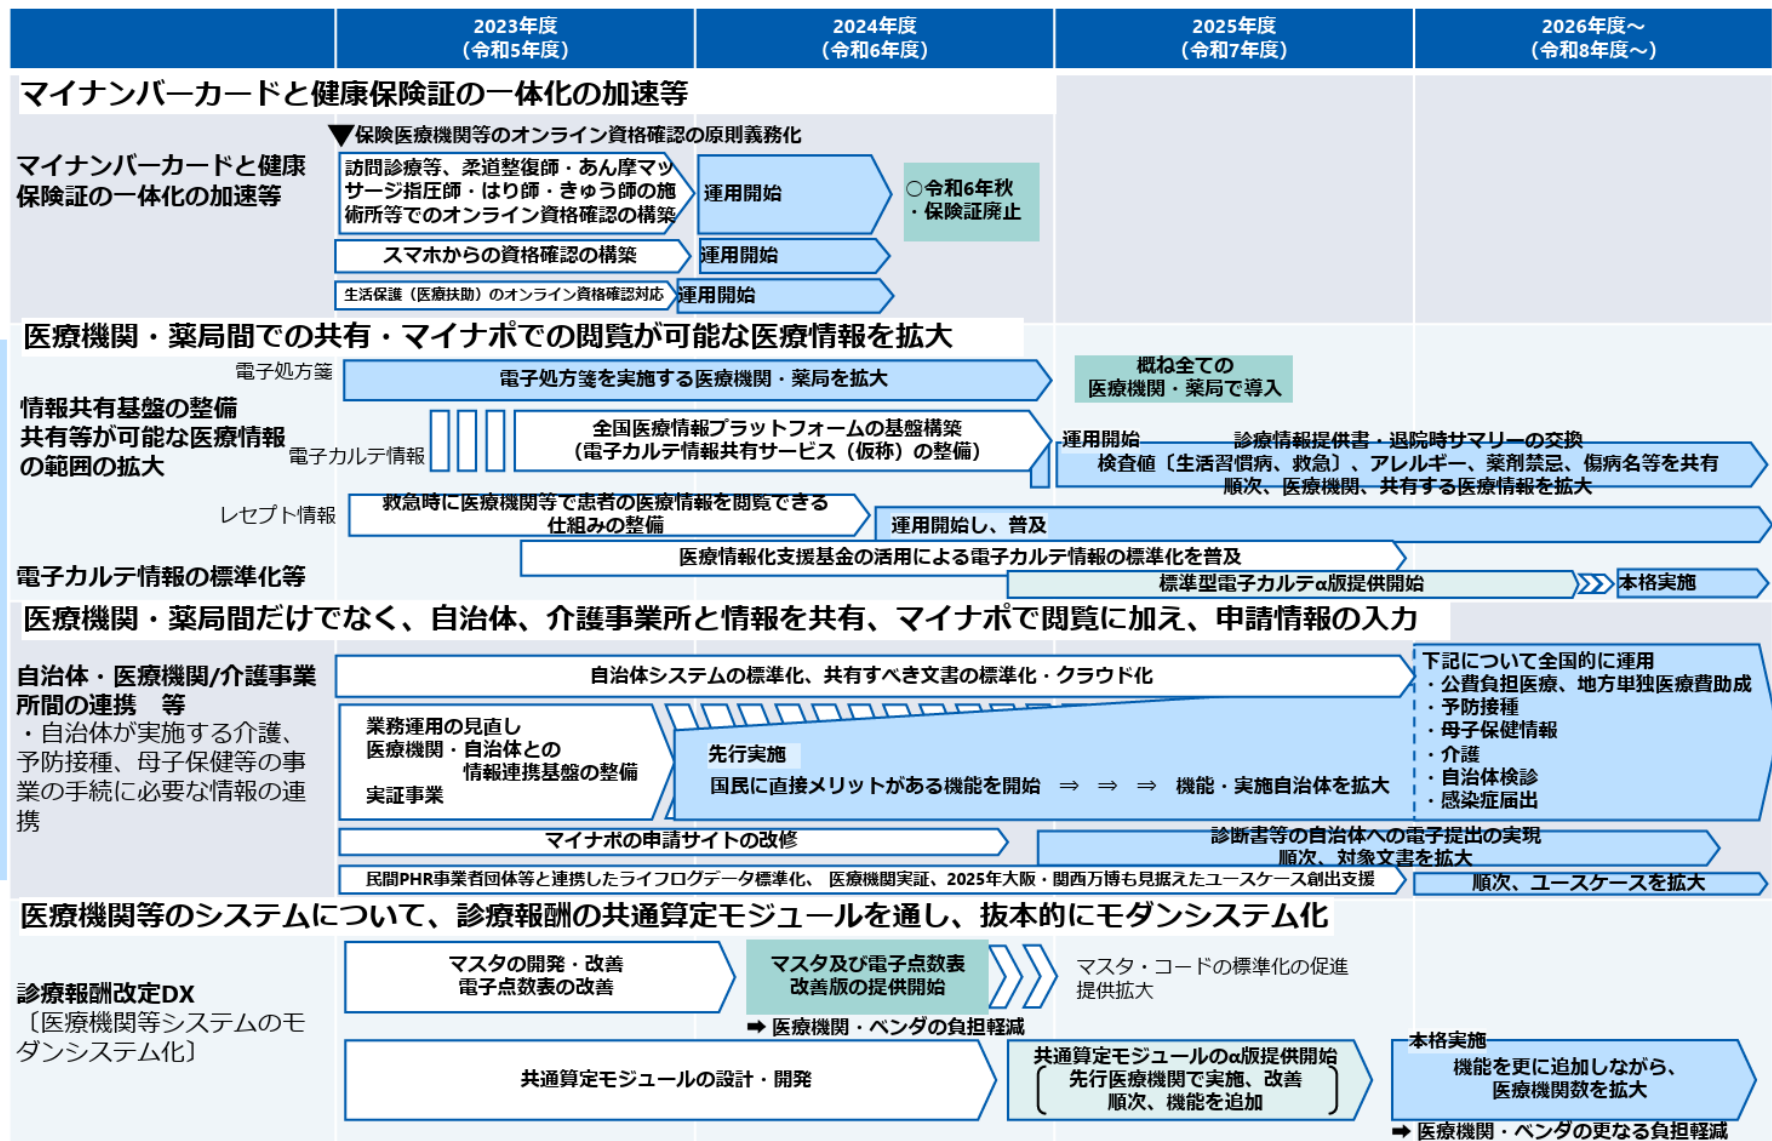 2023年度
（令和5年度）
2024年度
（令和6年度）
2025年度
（令和7年度）
2026年度～
（令和8年度～）
マイナンバーカードと健康保険証の一体化の加速等
マイナンバーカードと健康
保険証の一体化の加速等
▼保険医療機関等のオンライン資格確認の原則義務化
訪問診療等、柔道整復師・あん摩マッ
サージ指圧師・はり師・きゅう師の施
術所等でのオンライン資格確認の構築
運用開始
○令和6年秋
・保険証廃止
スマホからの資格確認の構築
運用開始
生活保護（医療扶助）のオンライン資格確認対応
運用開始
医療機関・薬局間での共有・マイナポでの閲覧が可能な医療情報を拡大
電子処方箋
電子処方箋を実施する医療機関・薬局を拡大
概ね全ての
医療機関・薬局で導入
情報共有基盤の整備
共有等が可能な医療情報
の範囲の拡大
電子カルテ情報
全国医療情報プラットフォームの基盤構築
（電子カルテ情報共有サービス（仮称）の整備）
運用開始
診療情報提供書・退院時サマリーの交換
検査値〔生活習慣病、救急〕、アレルギー、薬剤禁忌、傷病名等を共有
順次、医療機関、共有する医療情報を拡大
レセプト情報
救急時に医療機関等で患者の医療情報を閲覧できる
仕組みの整備
運用開始し、普及
医療情報化支援基金の活用による電子カルテ情報の標準化を普及
電子カルテ情報の標準化等
標準型電子カルテα版提供開始
本格実施
医療機関・薬局間だけでなく、自治体、介護事業所と情報を共有、マイナポで閲覧に加え、申請情報の入力
自治体・医療機関/介護事業
所間の連携　等
・自治体が実施する介護、
予防接種、母子保健等の事
業の手続に必要な情報の連
携
自治体システムの標準化、共有すべき文書の標準化・クラウド化
業務運用の見直し
医療機関・自治体との
情報連携基盤の整備
実証事業
先行実施
国民に直接メリットがある機能を開始　⇒　⇒　⇒　機能・実施自治体を拡大
下記について全国的に運用
・公費負担医療、地方単独医療費助成
・予防接種
・母子保健情報
・介護
・自治体検診
・感染症届出
マイナポの申請サイトの改修
診断書等の自治体への電子提出の実現
順次、対象文書を拡大
民間PHR事業者団体等と連携したライフログデータ標準化、 医療機関実証、2025年大阪・関西万博も見据えたユースケース創出支援
順次、ユースケースを拡大
医療機関等のシステムについて、診療報酬の共通算定モジュールを通し、抜本的にモダンシステム化
診療報酬改定DX
〔医療機関等システムのモ
ダンシステム化〕
マスタの開発・改善
電子点数表の改善
マスタ及び電子点数表
改善版の提供開始
マスタ・コードの標準化の促進
提供拡大
➡ 医療機関・ベンダの負担軽減
共通算定モジュールの設計・開発
共通算定モジュールのα版提供開始
先行医療機関で実施、改善
順次、機能を追加
本格実施
機能を更に追加しながら、
医療機関数を拡大
➡ 医療機関・ベンダの更なる負担軽減